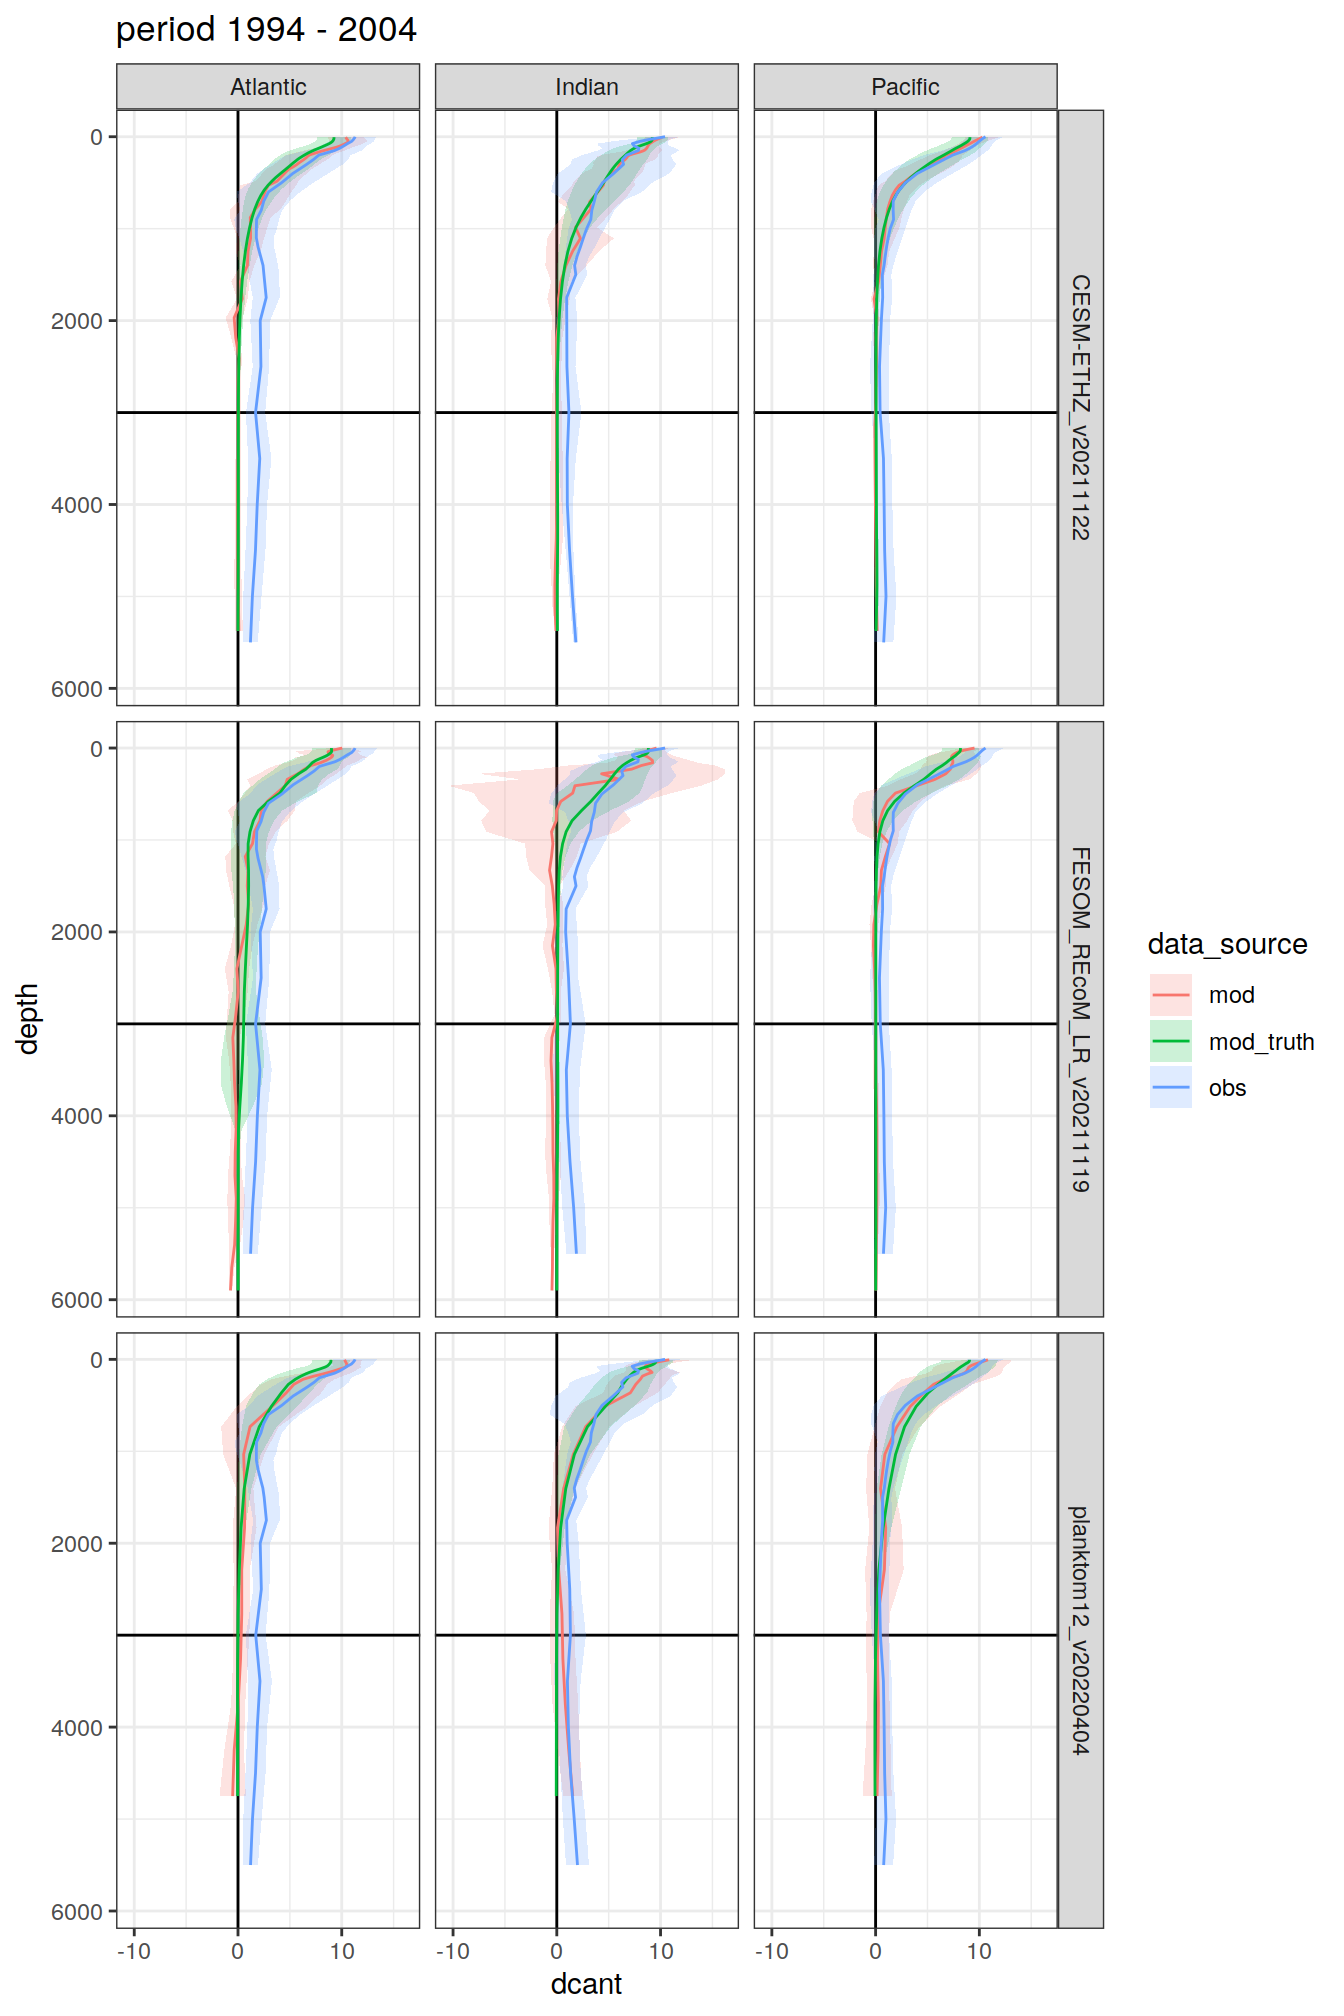 period 1994 - 2004
Atlantic
Indian
Pacific
0
2000
4000
6000
CESM-ETHZ_v20211122
0
2000
4000
6000
FESOM_REcoM_LR_v20211119
0
2000
4000
6000
planktom12_v20220404
depth
-10
0
10
-10
0
10
-10
0
10
dcant
data_source
mod
mod_truth
obs